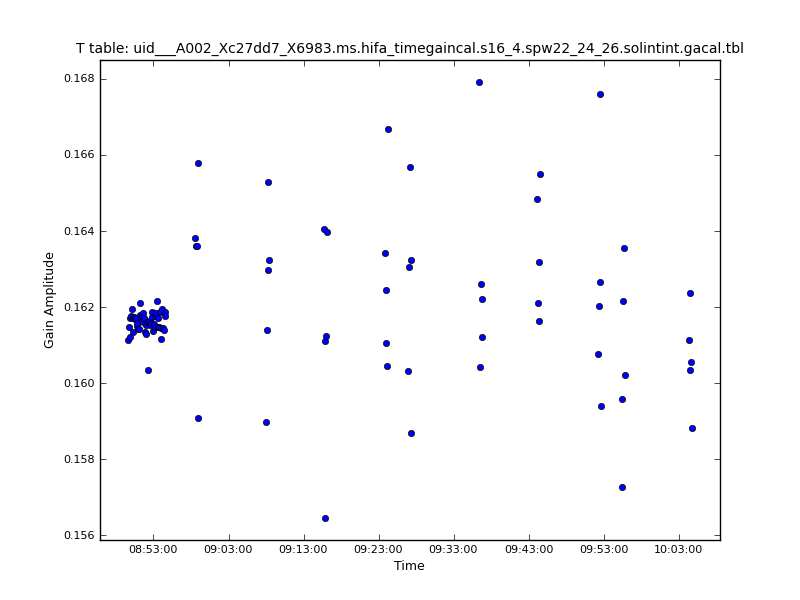 T table: uid___A002_Xc27dd7_X6983.ms.hifa_timegaincal.s16_4.spw22_24_26.solintint.gacal.tbl
0.168
0.166
0.164
0.162
0.160
0.158
0.156
Gain Amplitude
08:53:00 09:03:00 09:13:00 09:23:00 09:33:00 09:43:00 09:53:00 10:03:00
Time